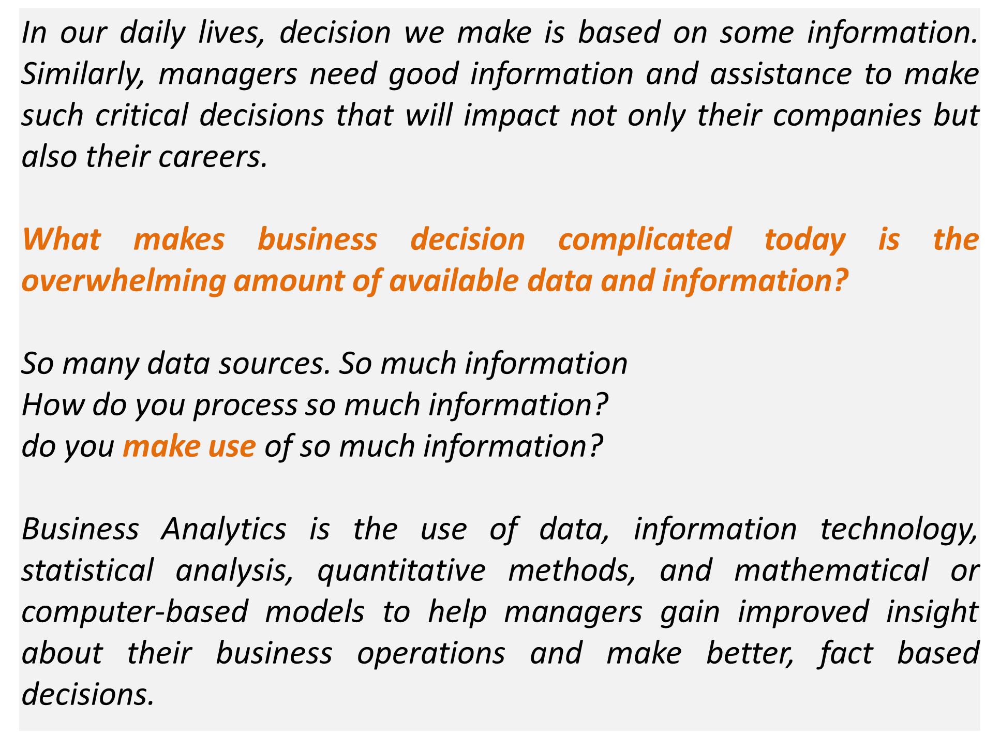 In our daily lives, decision we make is based on some information.
Similarly, managers need good information and assistance to make
such critical decisions that will impact not only their companies but
also their careers.
What makes business decision complicated today is the
overwhelming amount of available data and information?
So many data sources. So much information
How do you process so much information?
do you make use of so much information?
Business Analytics is the use of data, information technology,
statistical analysis, quantitative methods, and mathematical or
computer-based models to help managers gain improved insight
about their business operations and make better, fact based
decisions.